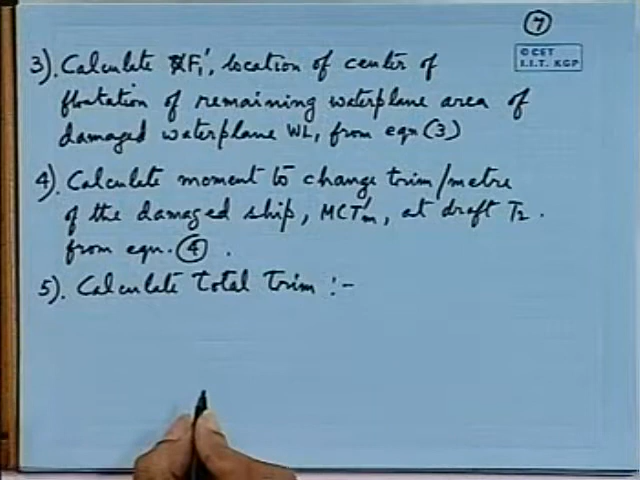 7
© CET
I.I.T. KGP
3). Calculate F₁', location of center of
floatation of remaining waterplane area of
damaged waterplane WL, from eqn (3)
4). Calculate moment to change trim/metre
of the damaged ship, MCT'm, at draft T₂.
from eqn. 4 .
5). Calculate total trim :-